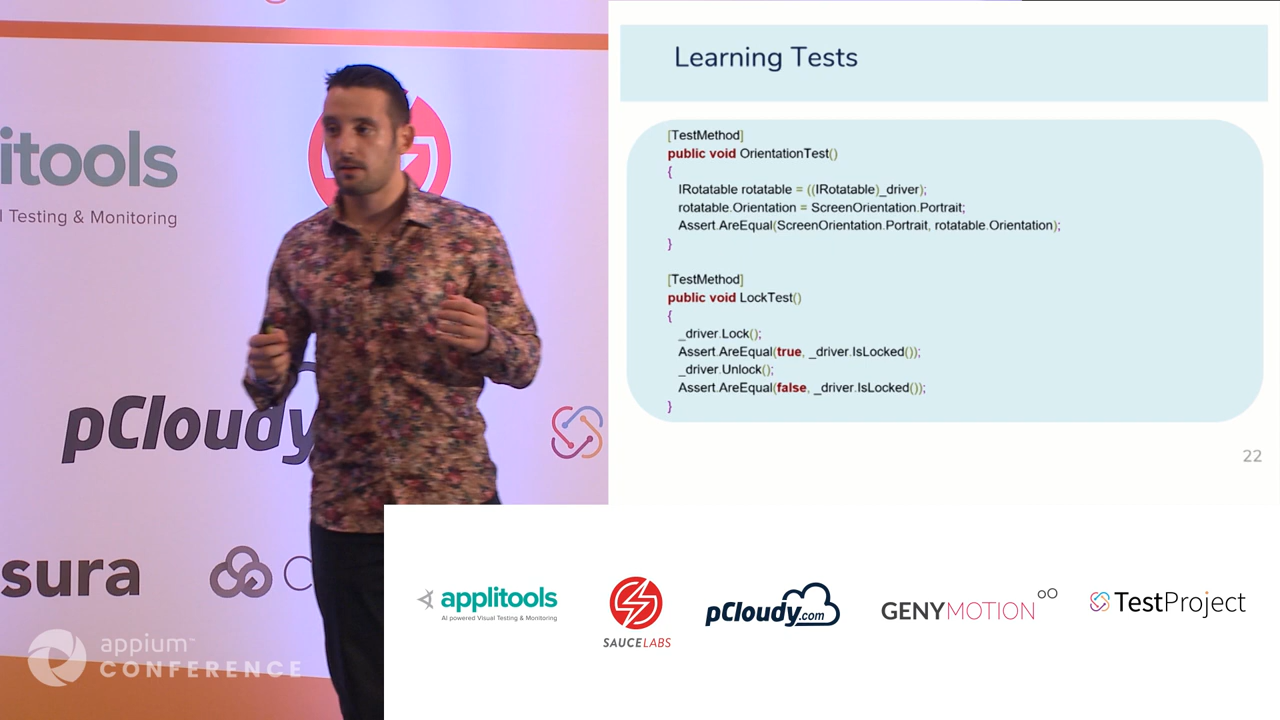 itools
l Testing & Monitoring
pCloudy
sura
appium™
CONFERENCE
Learning Tests
[TestMethod]
public void OrientationTest()
{
IRotatable rotatable = ((IRotatable)_driver);
rotatable.Orientation = ScreenOrientation.Portrait;
Assert.AreEqual(ScreenOrientation.Portrait, rotatable.Orientation);
}
[TestMethod]
public void LockTest()
{
_driver.Lock();
Assert.AreEqual(true, _driver.IsLocked());
_driver.Unlock();
Assert.AreEqual(false, _driver.IsLocked());
}
22
applitools
AI powered Visual Testing & Monitoring
SAUCELABS
pCloudy.com
GENYMOTION
TestProject